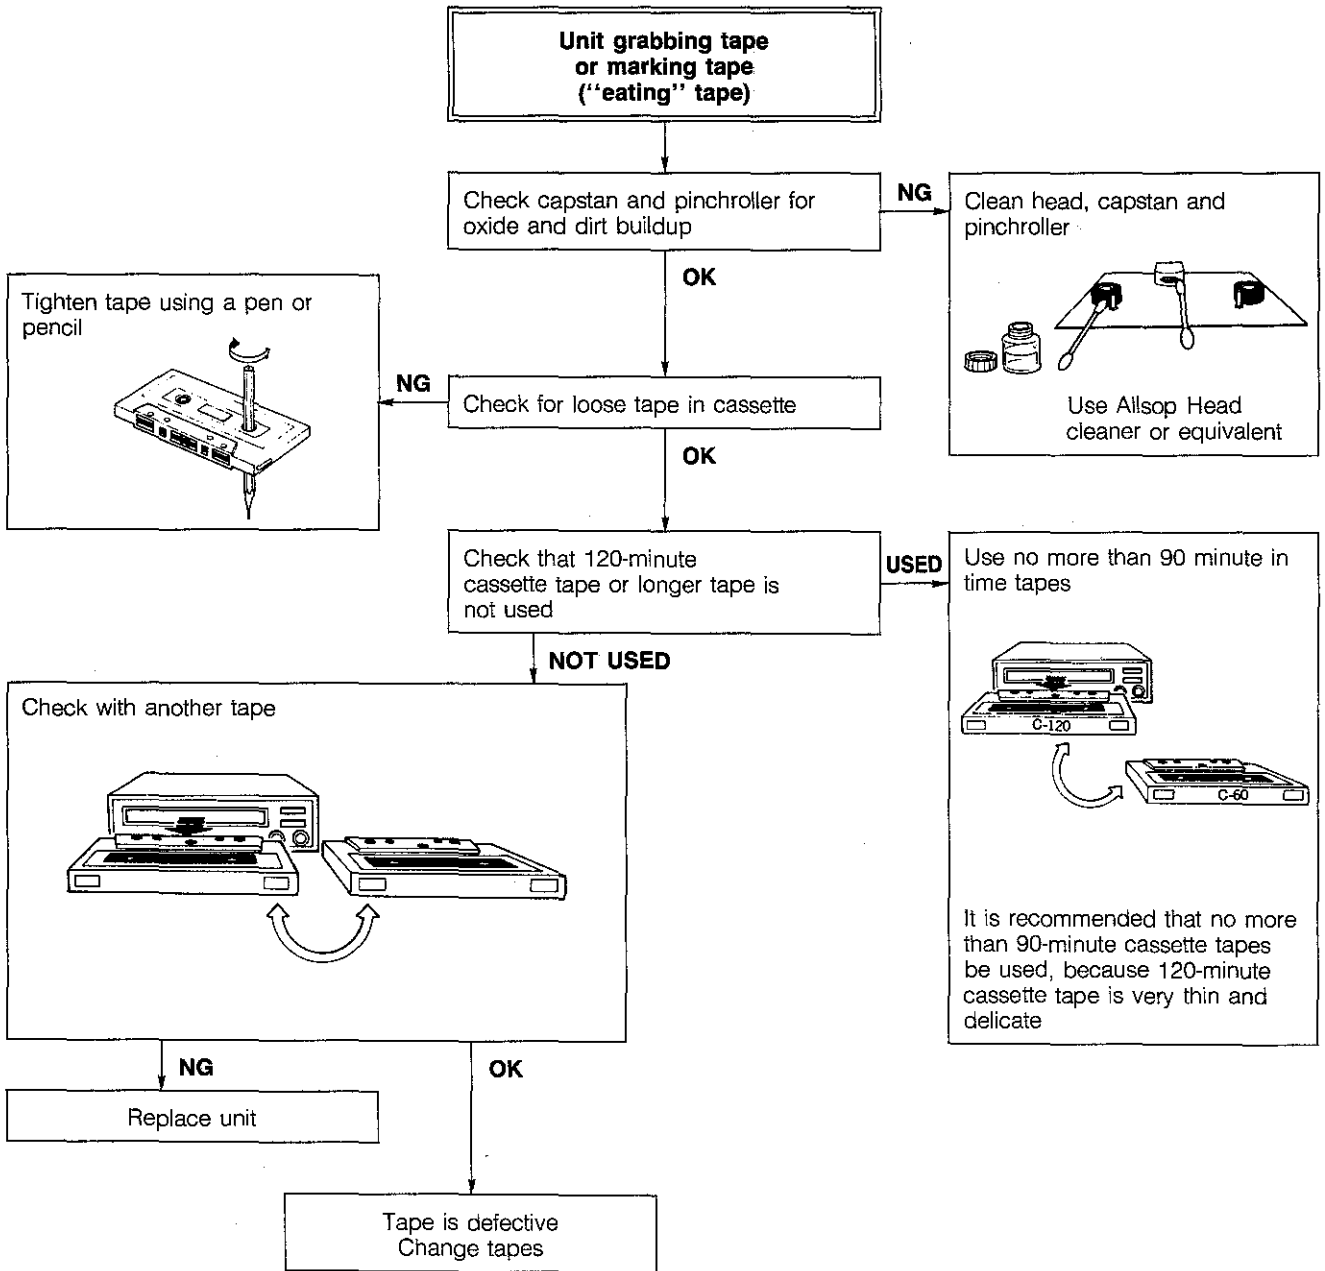 Unit grabbing tape
or marking tape
(“eating” tape)
Check capstan and pinchroller for
oxide and dirt buildup
NG
Clean head, capstan and
pinchroller
Use Allsop Head
cleaner or equivalent
OK
Tighten tape using a pen or
pencil
NG
Check for loose tape in cassette
OK
Check that 120-minute
cassette tape or longer tape is
not used
USED
Use no more than 90 minute in
time tapes
C-120
C-60
It is recommended that no more
than 90-minute cassette tapes
be used, because 120-minute
cassette tape is very thin and
delicate
NOT USED
Check with another tape
NG
OK
Replace unit
Tape is defective
Change tapes